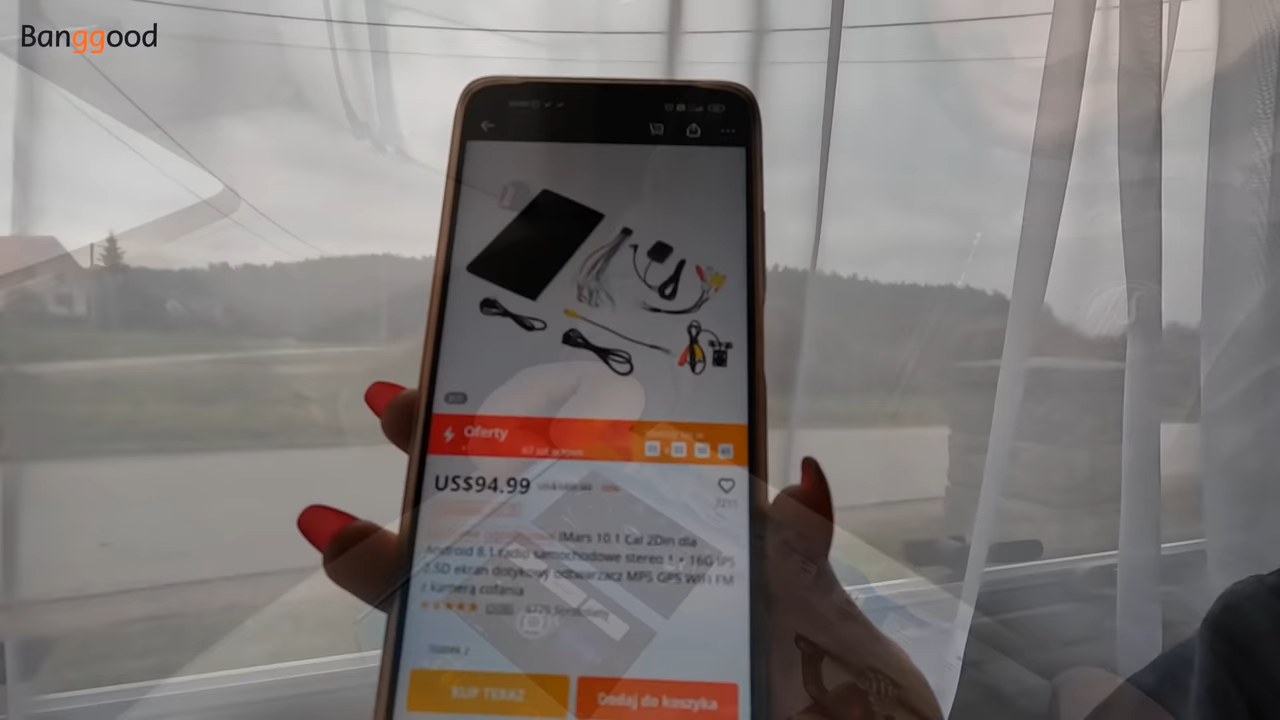 Banggood
Oferty
US$94.99
iMars 10.1 Cal 2Din dla
Android 8.1 radio samochodowe stereo 1 + 16G IPS
2.5D ekran dotykowy odtwarzacz MP5 GPS WIFI FM
z kamerą cofania
KUP TERAZ
Dodaj do koszyka